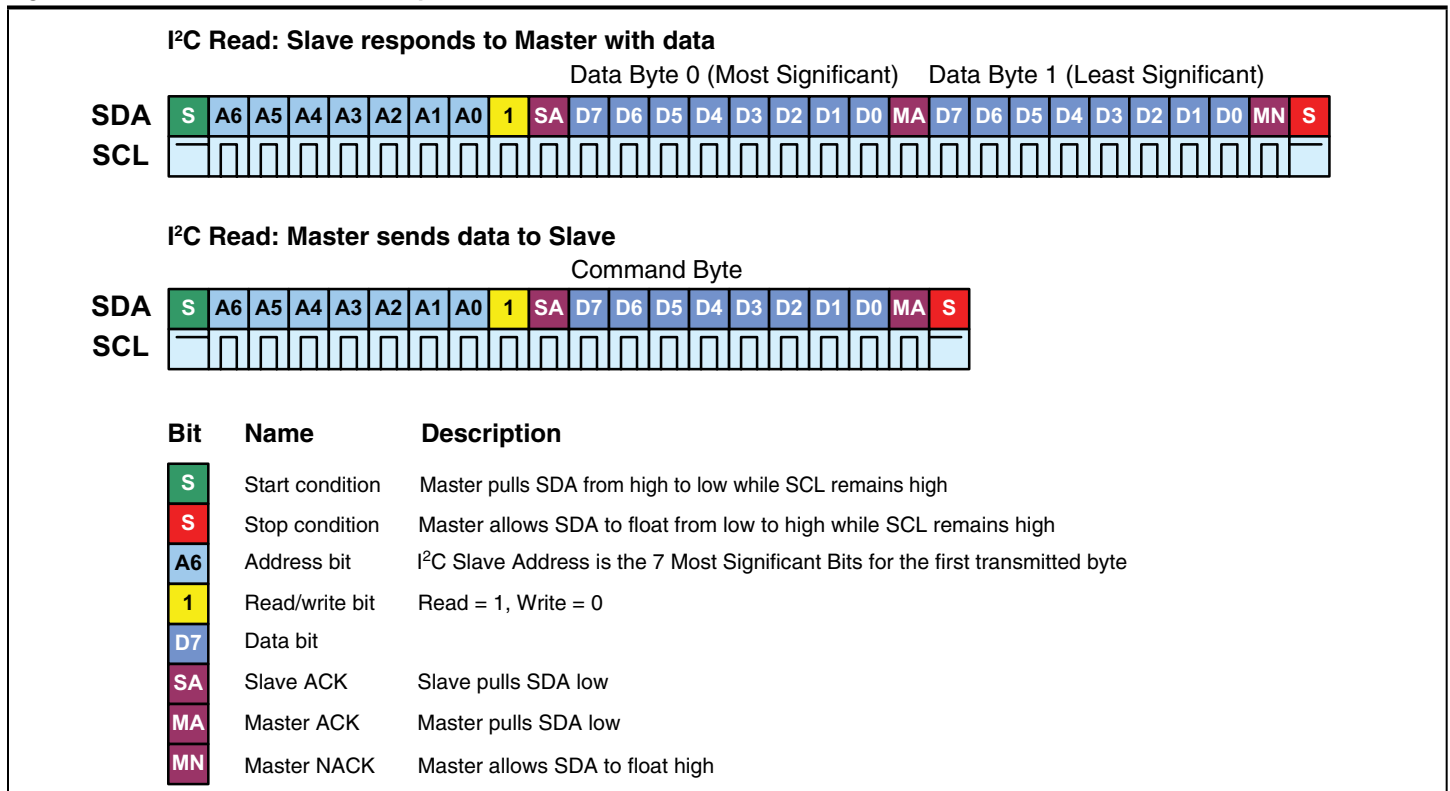 I²C Read: Slave responds to Master with data
Data Byte 0 (Most Significant) Data Byte 1 (Least Significant)
SDA S A6 A5 A4 A3 A2 A1 A0 1 SA D7 D6 D5 D4 D3 D2 D1 D0 MA D7 D6 D5 D4 D3 D2 D1 D0 MN S
SCL
I²C Read: Master sends data to Slave
Command Byte
SDA S A6 A5 A4 A3 A2 A1 A0 1 SA D7 D6 D5 D4 D3 D2 D1 D0 MA S
SCL
Bit Name Description
S Start condition Master pulls SDA from high to low while SCL remains high
S Stop condition Master allows SDA to float from low to high while SCL remains high
A6 Address bit I²C Slave Address is the 7 Most Significant Bits for the first transmitted byte
1 Read/write bit Read = 1, Write = 0
D7 Data bit
SA Slave ACK Slave pulls SDA low
MA Master ACK Master pulls SDA low
MN Master NACK Master allows SDA to float high